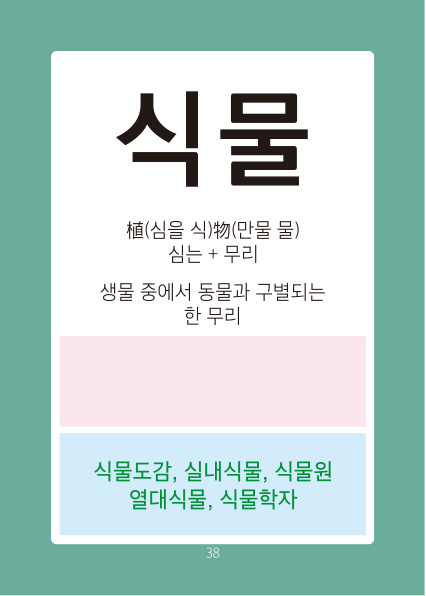 식물
植(심을 식)物(만물 물)
심는 + 무리
생물 중에서 동물과 구별되는
한 무리
식물도감, 실내식물, 식물원
열대식물, 식물학자
38